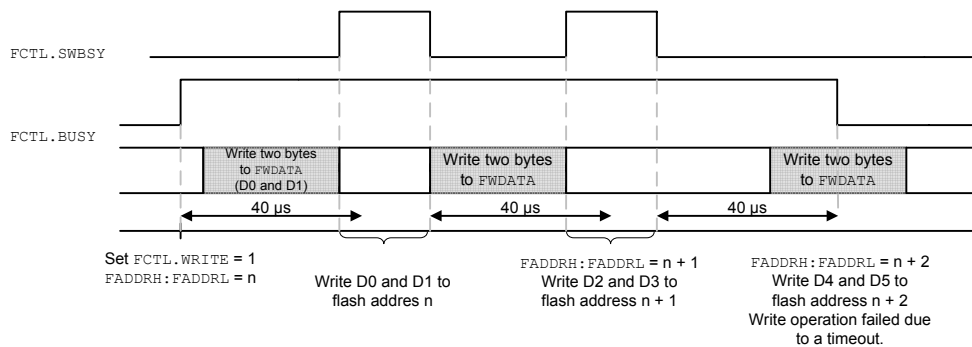 FCTL.SWBSY
FCTL.BUSY
Write two bytes
to FWDATA
(D0 and D1)
Write two bytes
to FWDATA
Write two bytes
to FWDATA
40 µs
40 µs
40 µs
Set FCTL.WRITE = 1
FADDRH:FADDRL = n
Write D0 and D1 to
flash addres n
FADDRH:FADDRL = n + 1
Write D2 and D3 to
flash address n + 1
FADDRH:FADDRL = n + 2
Write D4 and D5 to
flash address n + 2
Write operation failed due
to a timeout.